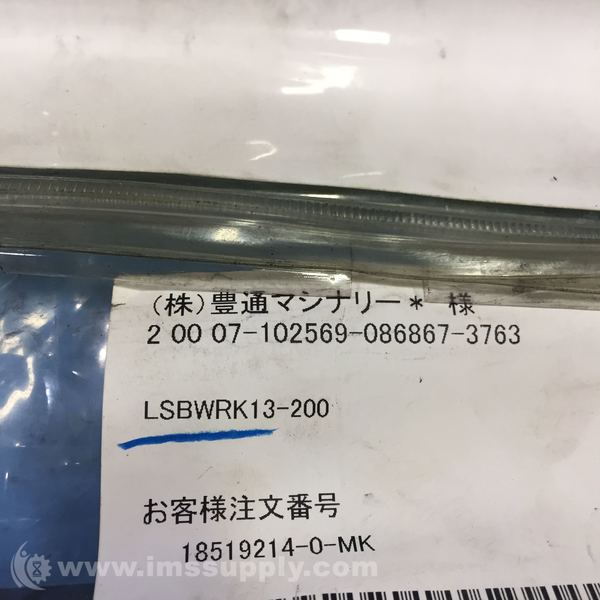 (株)豊通マシナリー* 様
2 00 07-102569-086867-3763
LSBWRK13-200
お客様注文番号
18519214-0-MK
www.imssupply.com